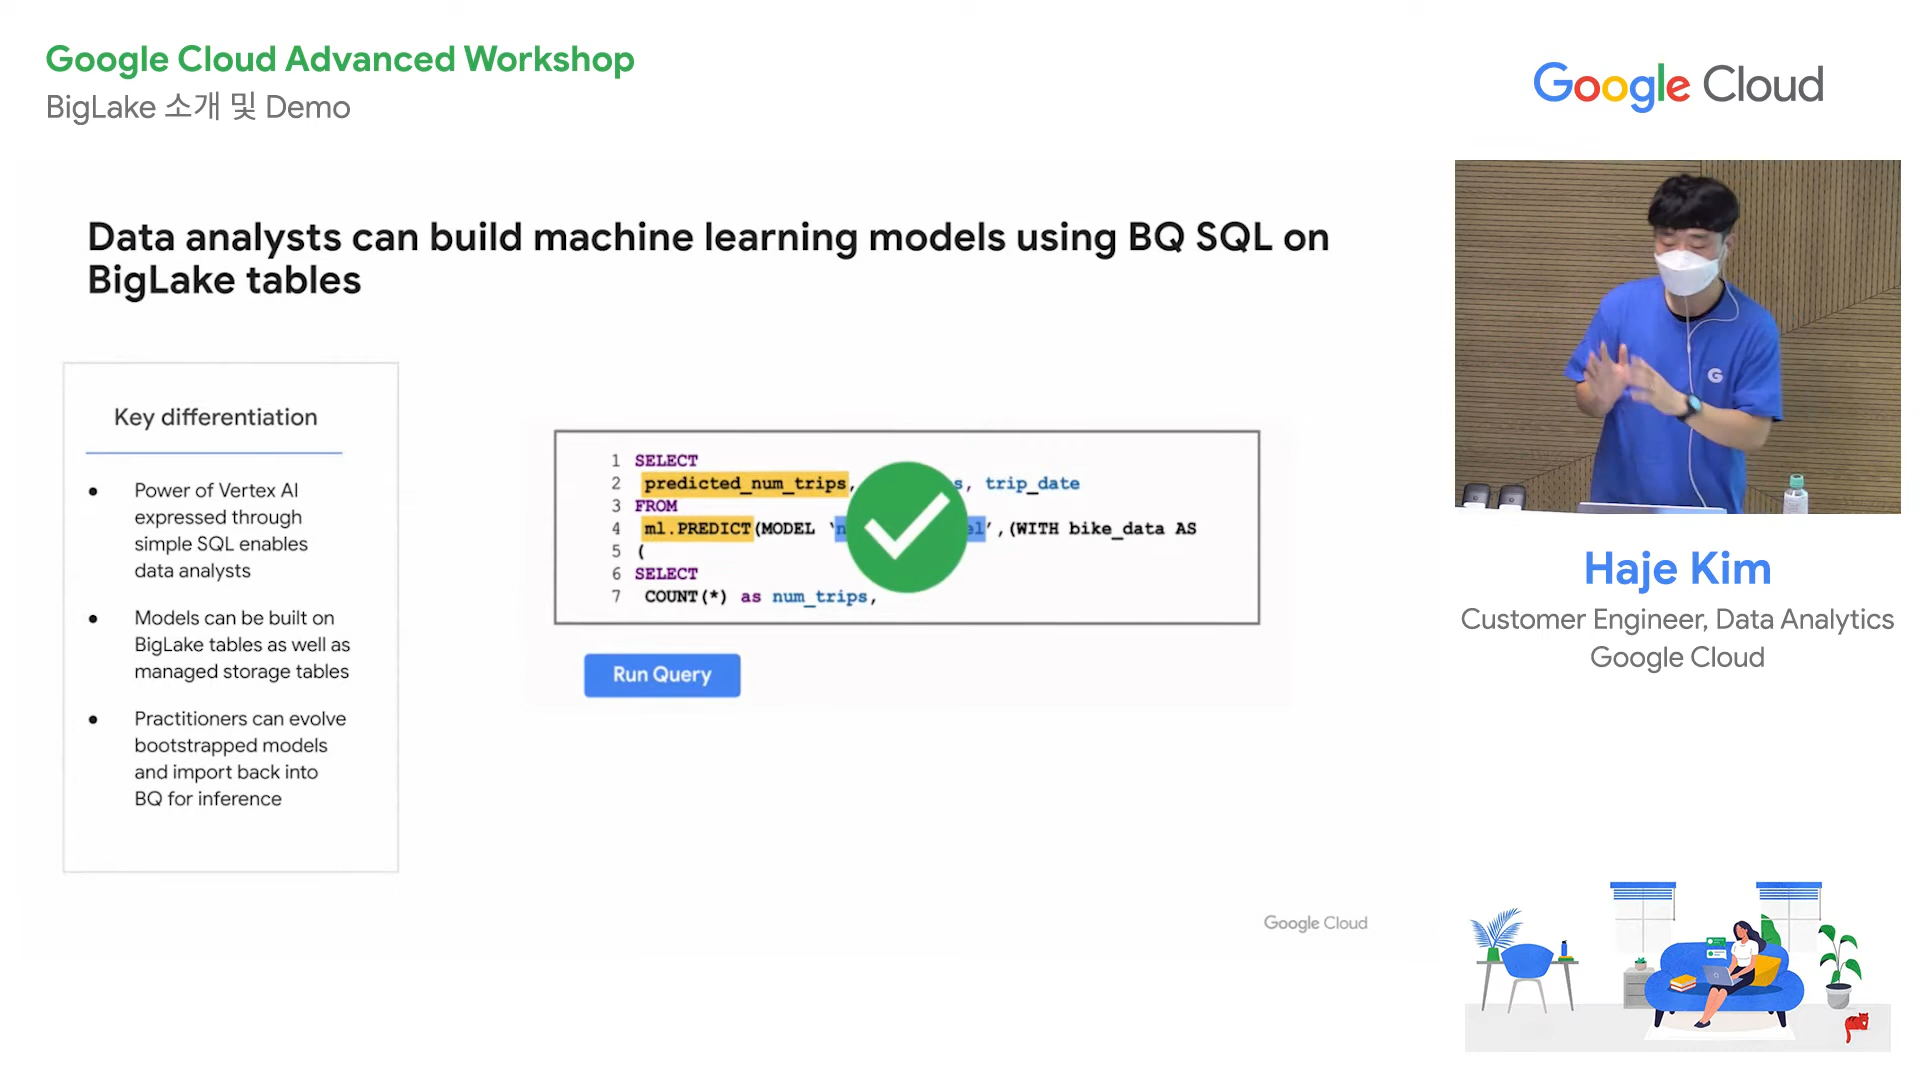 Google Cloud Advanced Workshop
BigLake 소개 및 Demo
Google Cloud
Data analysts can build machine learning models using BQ SQL on
BigLake tables
Key differentiation
● Power of Vertex AI
expressed through
simple SQL enables
data analysts
● Models can be built on
BigLake tables as well as
managed storage tables
● Practitioners can evolve
bootstrapped models
and import back into
BQ for inference
1 SELECT
2 predicted_num_trips, trip_date
3 FROM
4 ml.PREDICT(MODEL ,(WITH bike_data AS
5 (
6 SELECT
7 COUNT(*) as num_trips,
Run Query
Google Cloud
G
Haje Kim
Customer Engineer, Data Analytics
Google Cloud